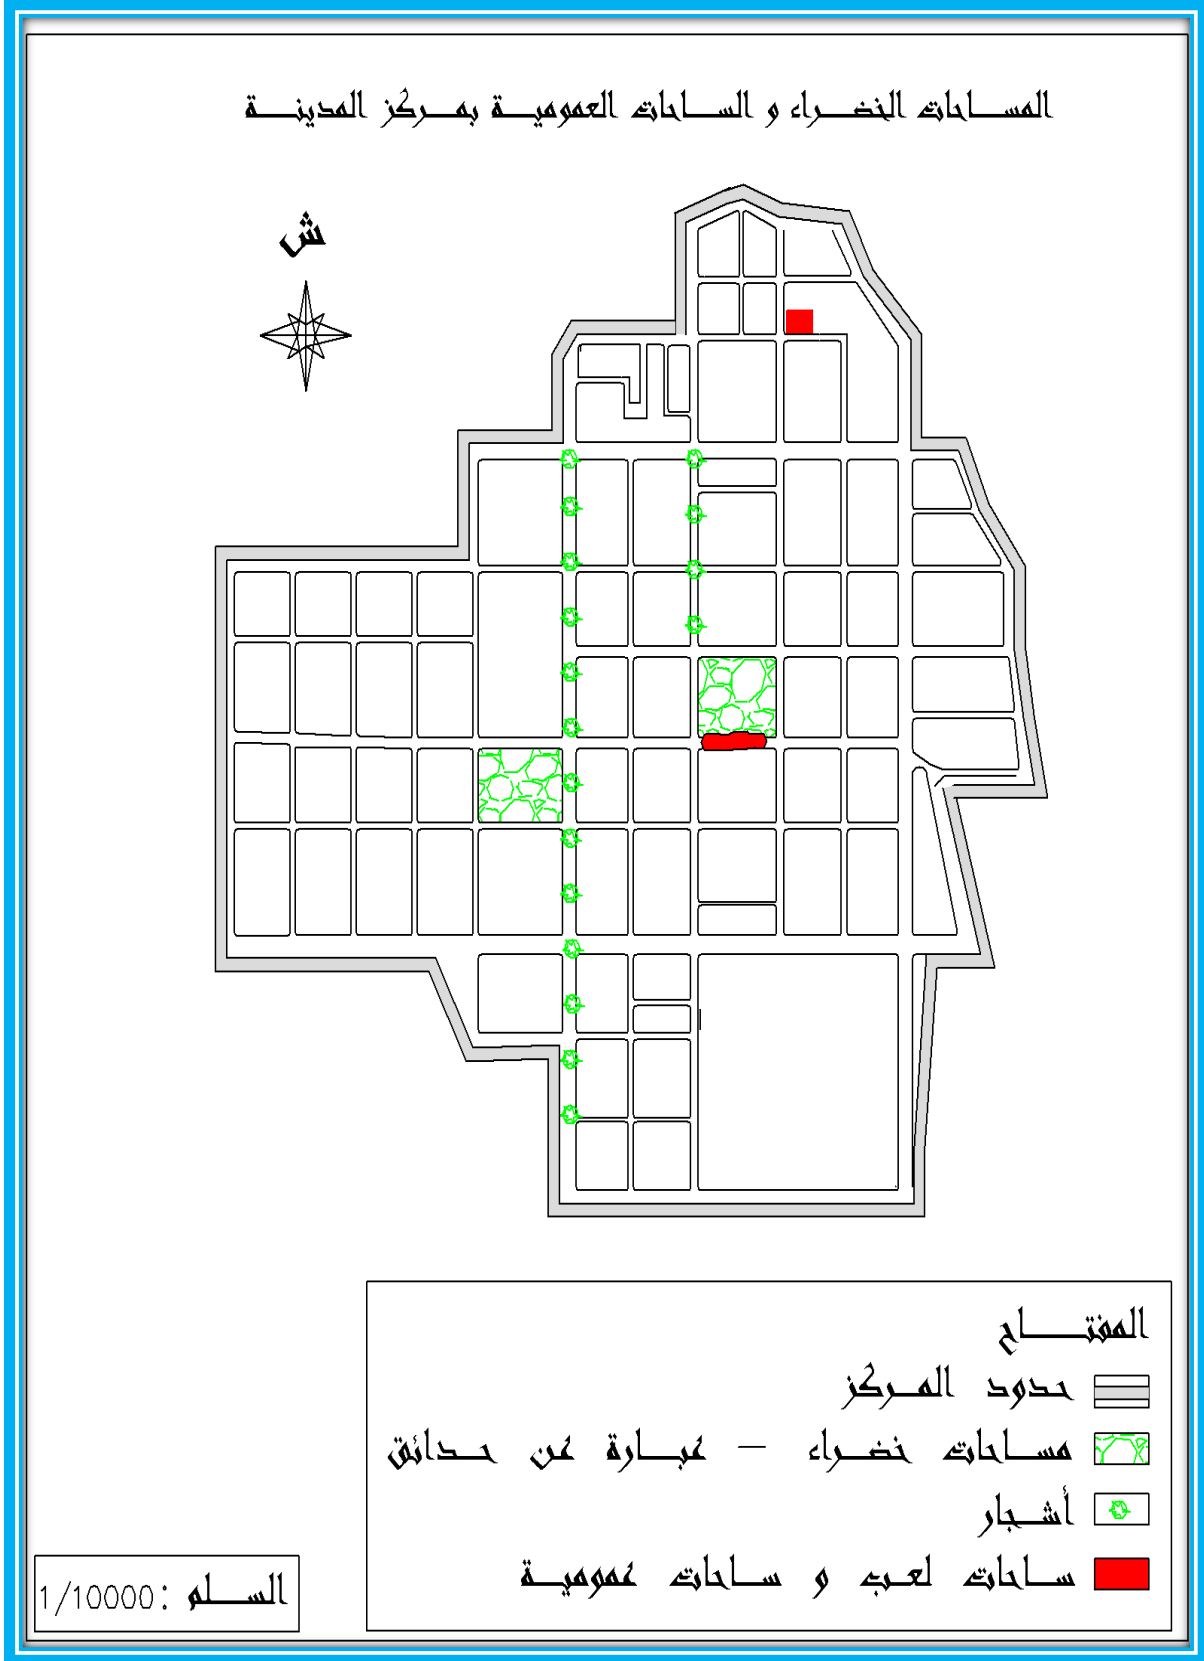 المساحات الخضراء و الساحات العمومية بمركز المدينة
ش
المفتاح
حدود المركز
مساحات خضراء – عبارة عن حدائق
أشجار
ساحات لعب و ساحات عمومية
السلم :1/10000